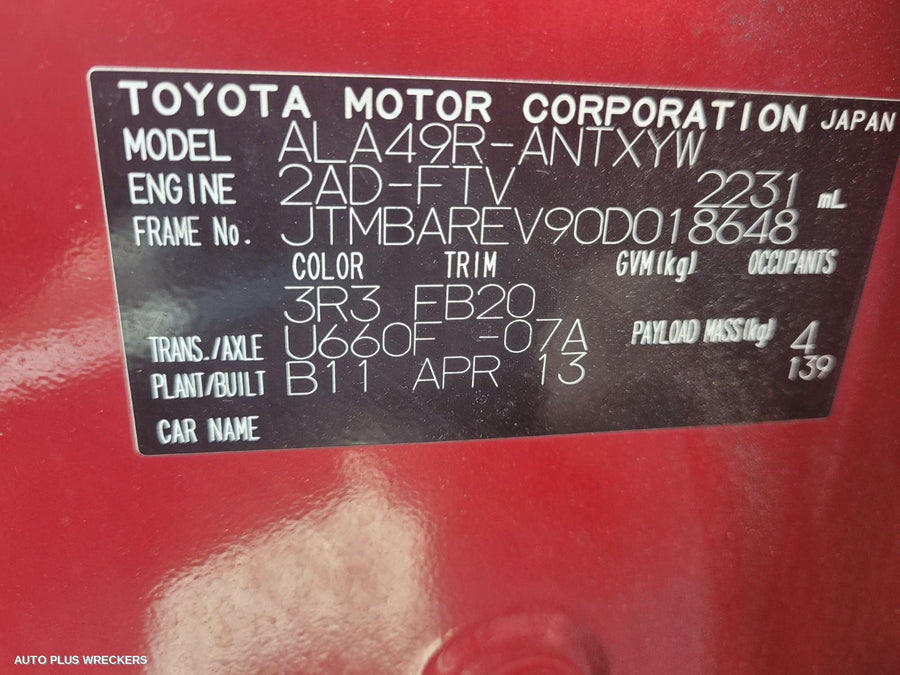 TOYOTA MOTOR CORPORATION JAPAN
MODEL ALA49R-ANTXYW
ENGINE 2AD-FTV 2231 mL
FRAME No. JTMBAREV90D018648
COLOR TRIM GVM(kg) OCCUPANTS
3R3 FB20
TRANS./AXLE U660F -07A PAYLOAD MASS(kg) 4
PLANT/BUILT B11 APR 13 139
CAR NAME
AUTO PLUS WRECKERS